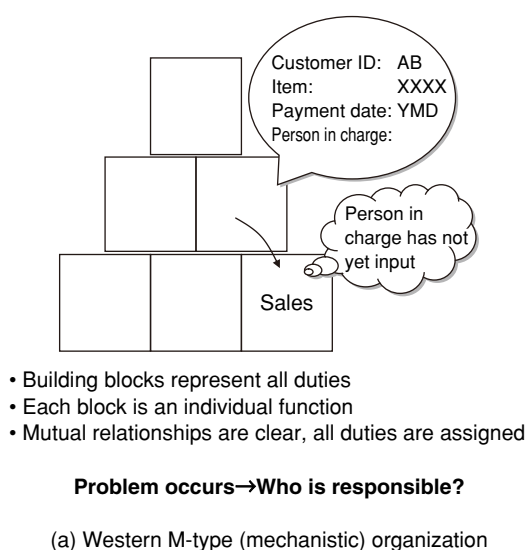 Customer ID: AB
Item: XXXX
Payment date: YMD
Person in charge:
Person in
charge has not
yet input
Sales
• Building blocks represent all duties
• Each block is an individual function
• Mutual relationships are clear, all duties are assigned
Problem occurs→Who is responsible?
(a) Western M-type (mechanistic) organization